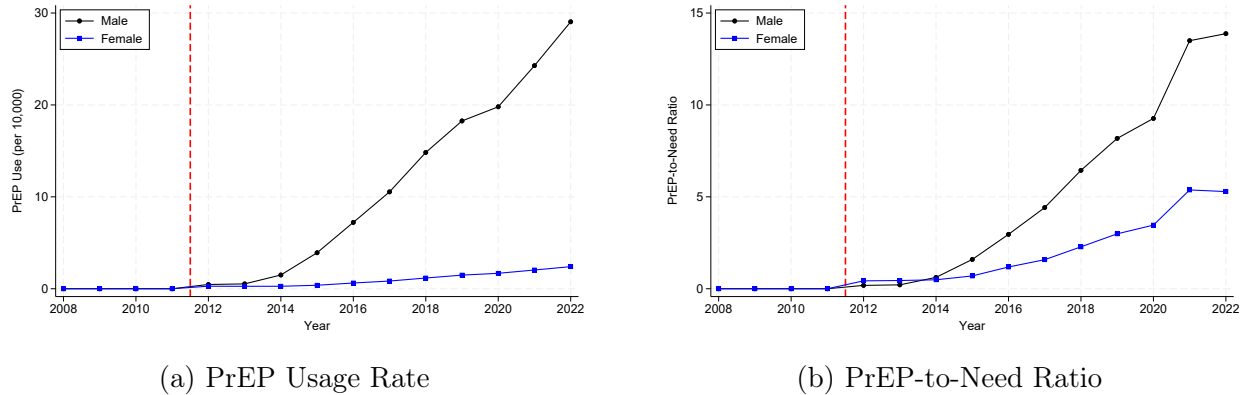 Male
Female
30
20
10
0
PrEP Use (per 10,000)
2008 2010 2012 2014 2016 2018 2020 2022
Year
(a) PrEP Usage Rate
Male
Female
15
10
5
0
PrEP-to-Need Ratio
2008 2010 2012 2014 2016 2018 2020 2022
Year
(b) PrEP-to-Need Ratio